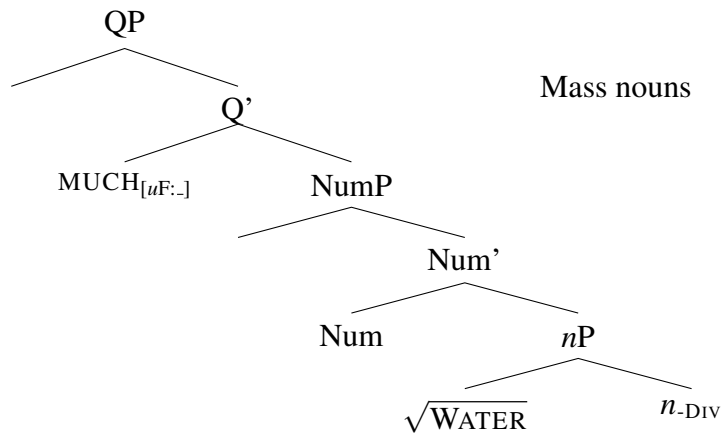 QP
Mass nouns
Q’
MUCH[uF:_]
NumP
Num’
Num
nP
√WATER
n-DIV